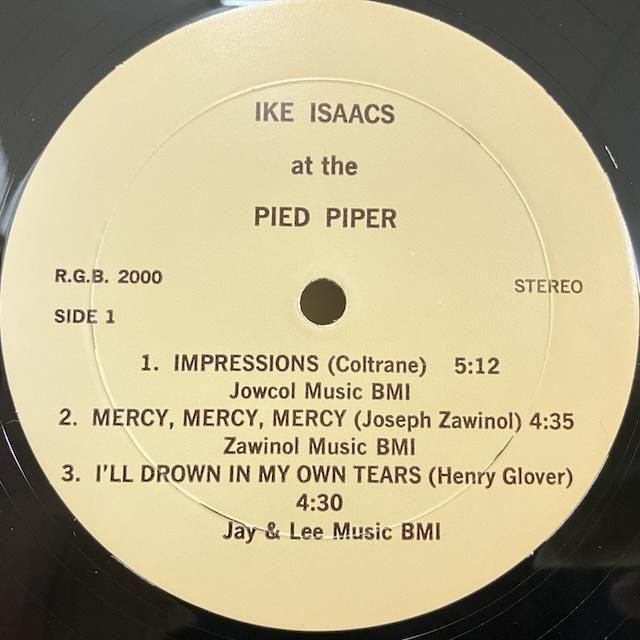 IKE ISAACS
at the
PIED PIPER
R.G.B. 2000
STEREO
SIDE 1
1. IMPRESSIONS (Coltrane) 5:12
Jowcol Music BMI
2. MERCY, MERCY, MERCY (Joseph Zawinol) 4:35
Zawinol Music BMI
3. I'LL DROWN IN MY OWN TEARS (Henry Glover)
4:30
Jay & Lee Music BMI